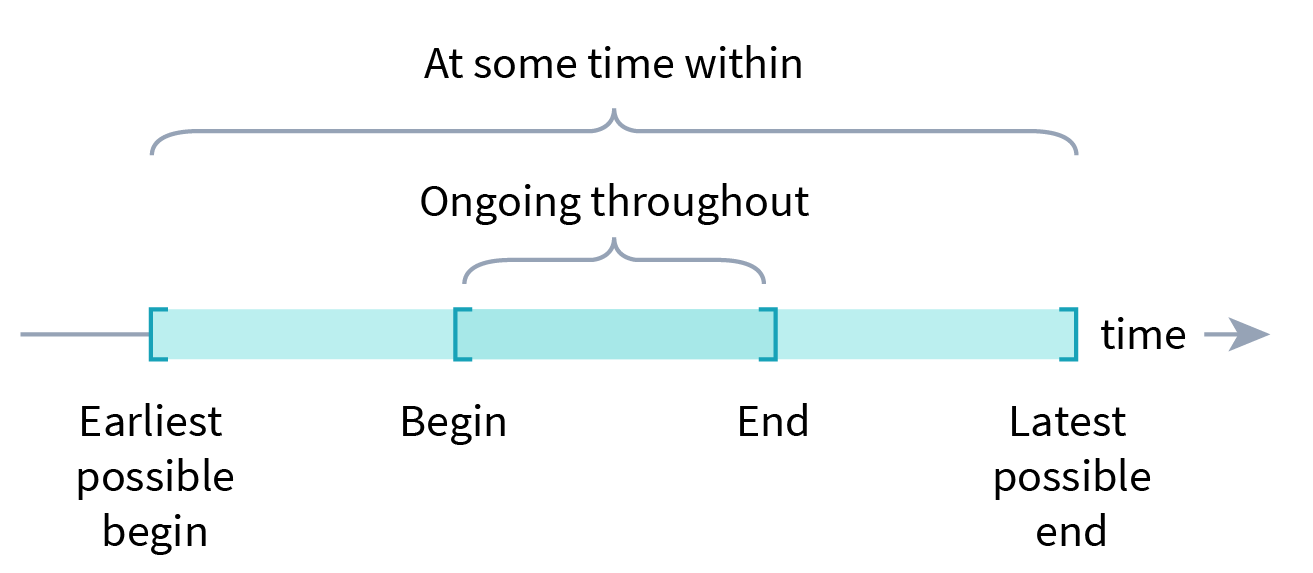 At some time within
Ongoing throughout
time
Earliest
possible
begin
Begin
End
Latest
possible
end